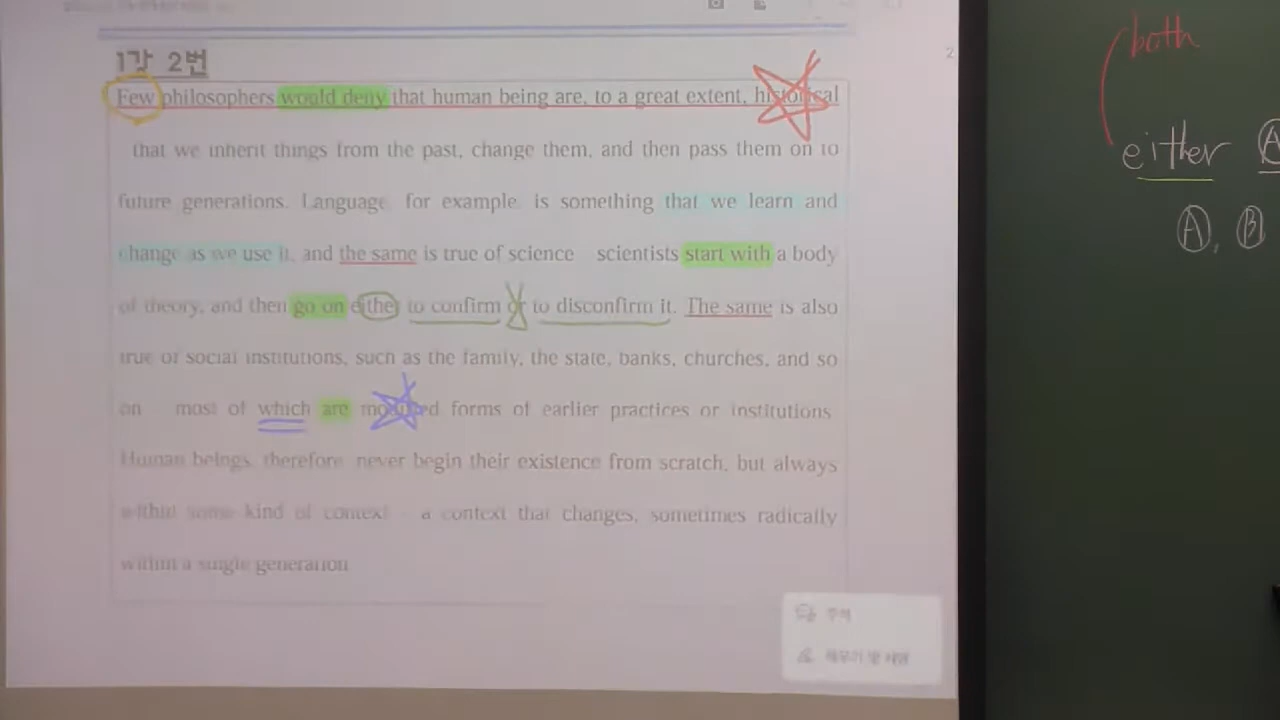 1강 2번
Few philosophers would deny that human being are, to a great extent, historical
that we inherit things from the past, change them, and then pass them on to
future generations. Language, for example, is something that we learn and
change as we use it, and the same is true of science scientists start with a body
of theory, and then go on either to confirm or to disconfirm it. The same is also
true of social institutions, such as the family, the state, banks, churches, and so
on most of which are modified forms of earlier practices or institutions
Human beings, therefore never begin their existence from scratch, but always
within some kind of context - a context that changes, sometimes radically
within a single generation
2
주석
both
either A
A, B